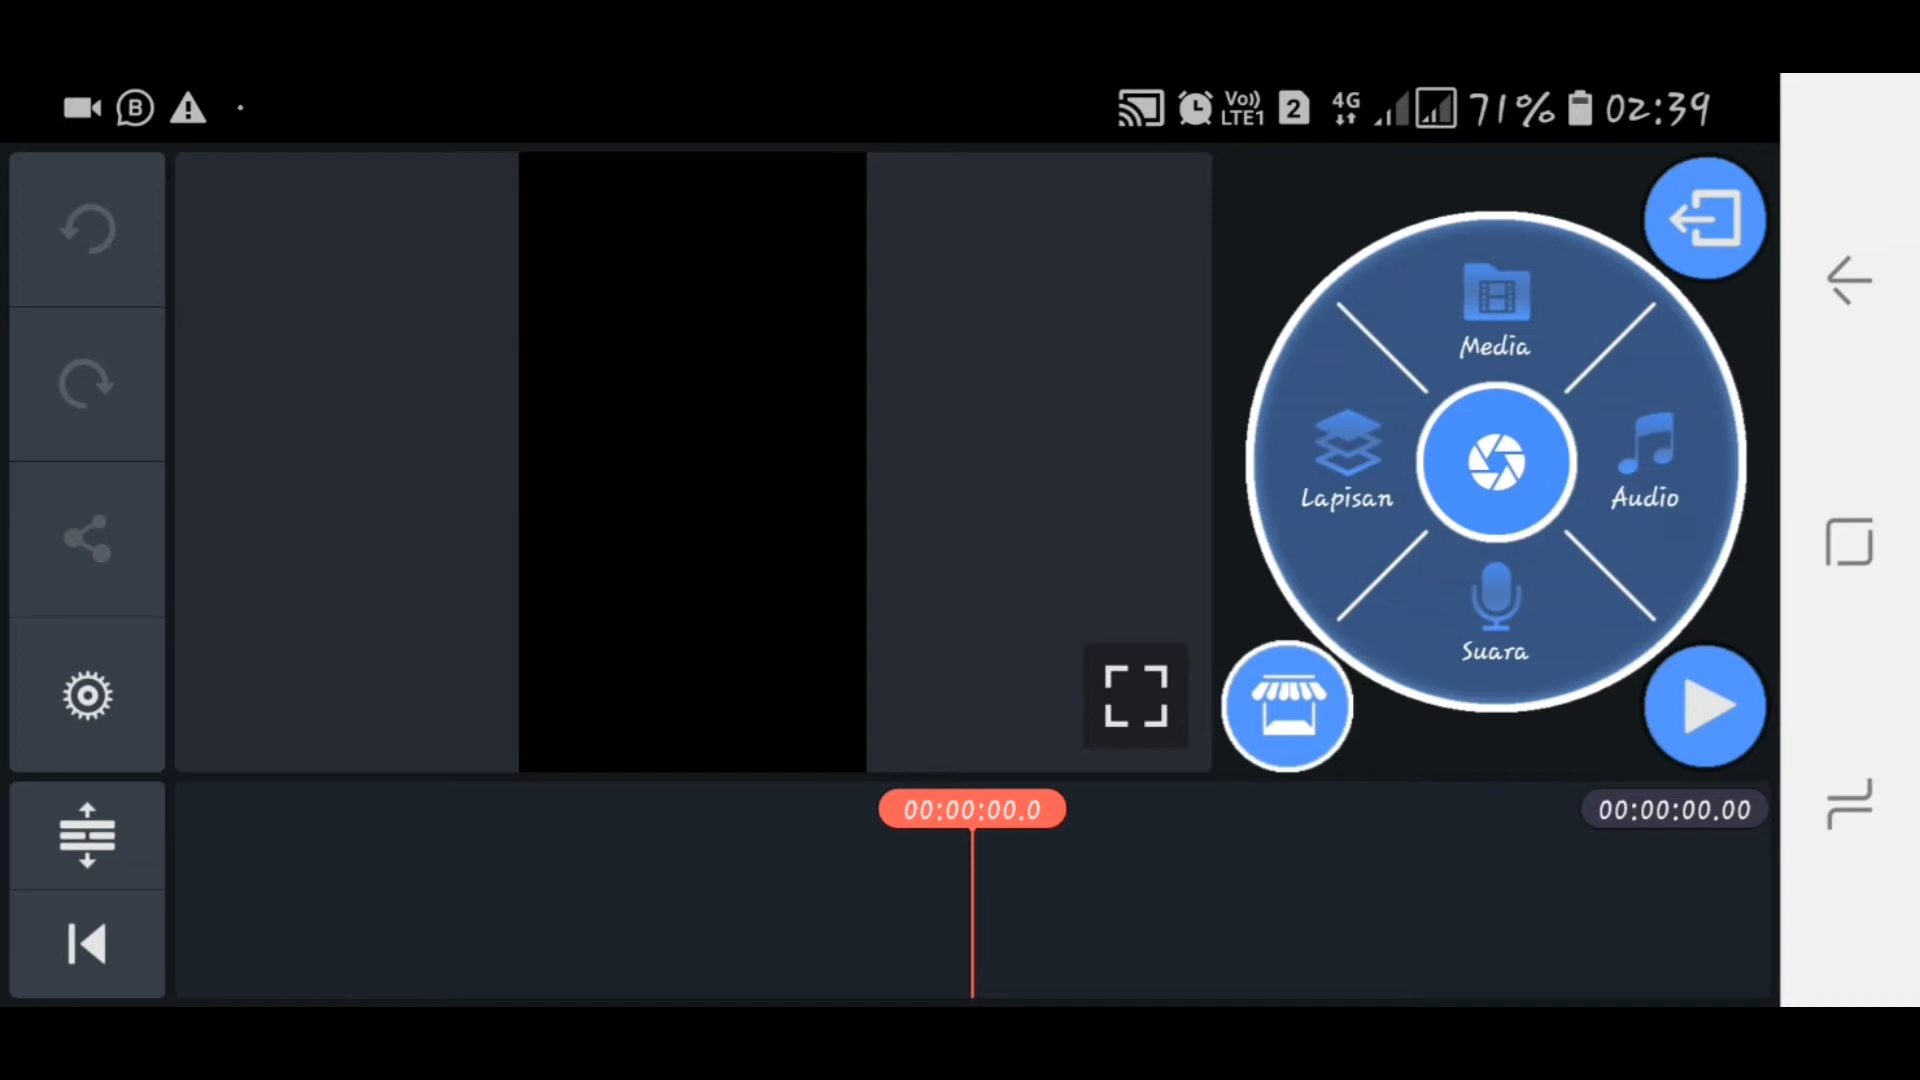 B
Vo)) LTE1
2
4G
71%
02:39
Media
Lapisan
Audio
Suara
00:00:00.0
00:00:00.00